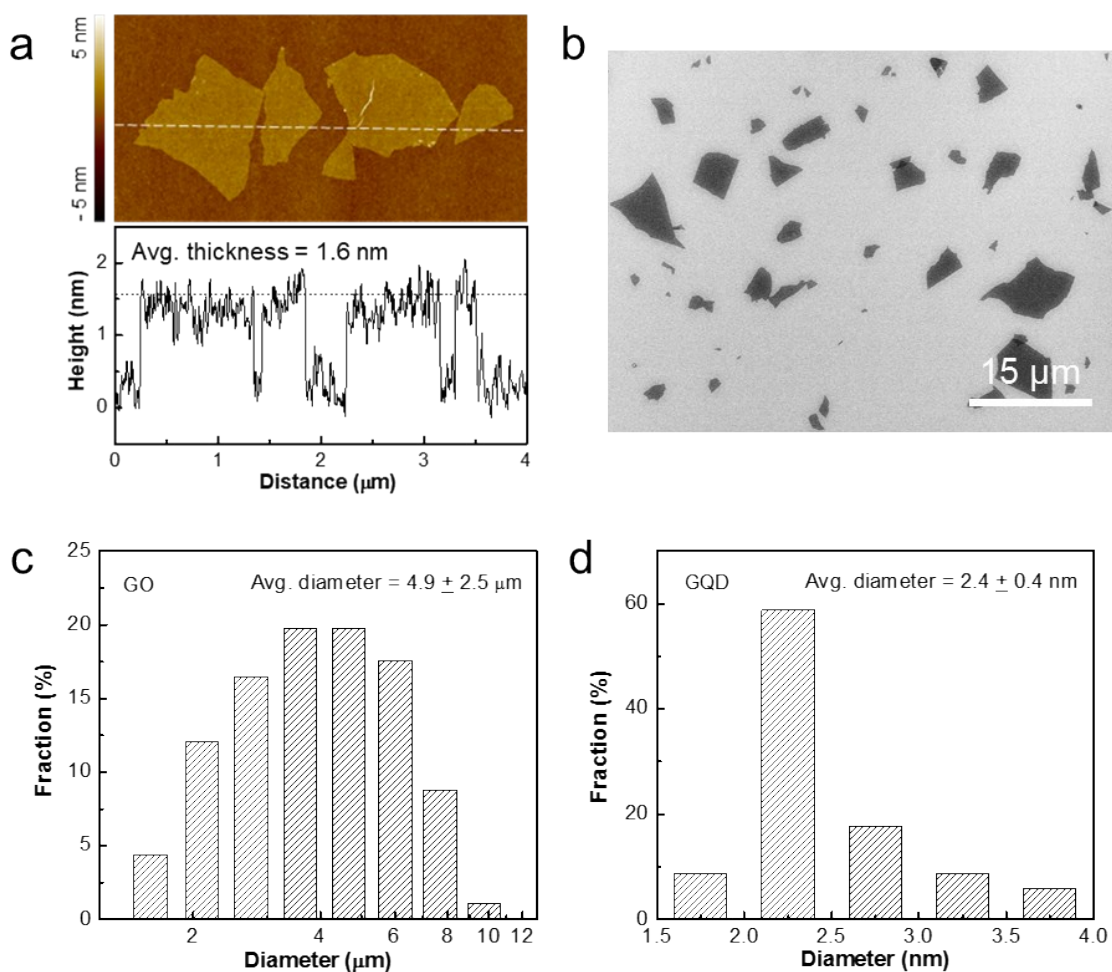 a
5 nm
- 5 nm
Avg. thickness = 1.6 nm
2
1
0
Height (nm)
0 1 2 3 4
Distance (μm)
b
15 μm
c
GO
Avg. diameter = 4.9 ± 2.5 μm
25
20
15
10
5
0
Fraction (%)
2 4 6 8 10 12
Diameter (μm)
d
GQD
Avg. diameter = 2.4 ± 0.4 nm
60
40
20
0
Fraction (%)
1.5 2.0 2.5 3.0 3.5 4.0
Diameter (nm)